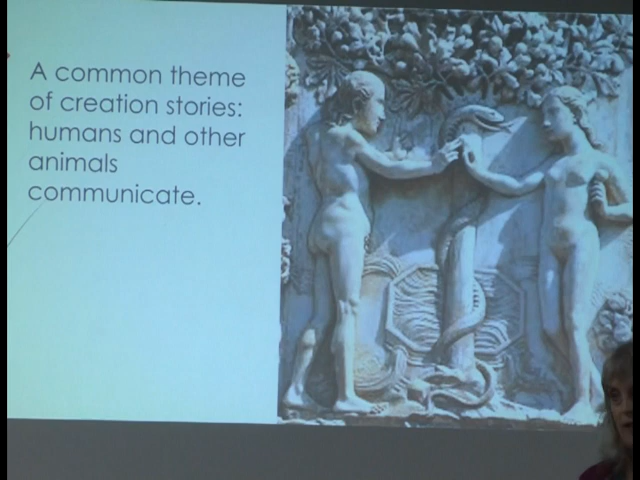 A common theme
of creation stories:
humans and other
animals
communicate.